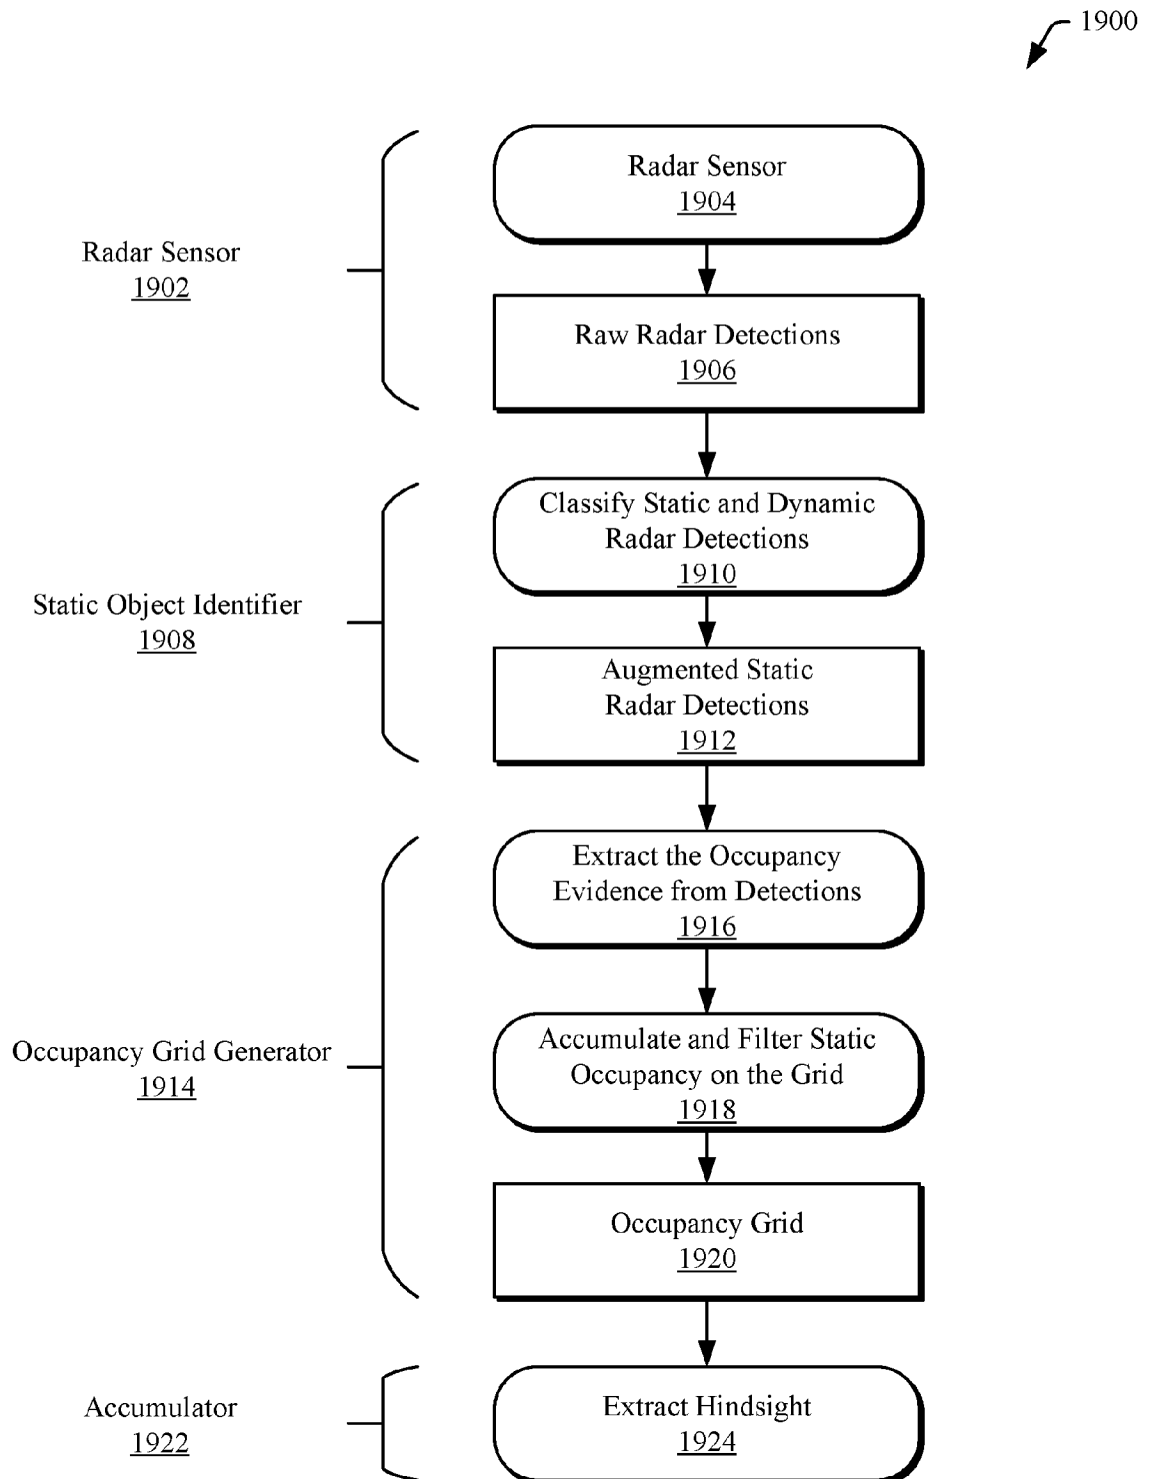 1900
Radar Sensor
1904
Radar Sensor
1902
Raw Radar Detections
1906
Classify Static and Dynamic
Radar Detections
1910
Static Object Identifier
1908
Augmented Static
Radar Detections
1912
Extract the Occupancy
Evidence from Detections
1916
Occupancy Grid Generator
1914
Accumulate and Filter Static
Occupancy on the Grid
1918
Occupancy Grid
1920
Accumulator
1922
Extract Hindsight
1924